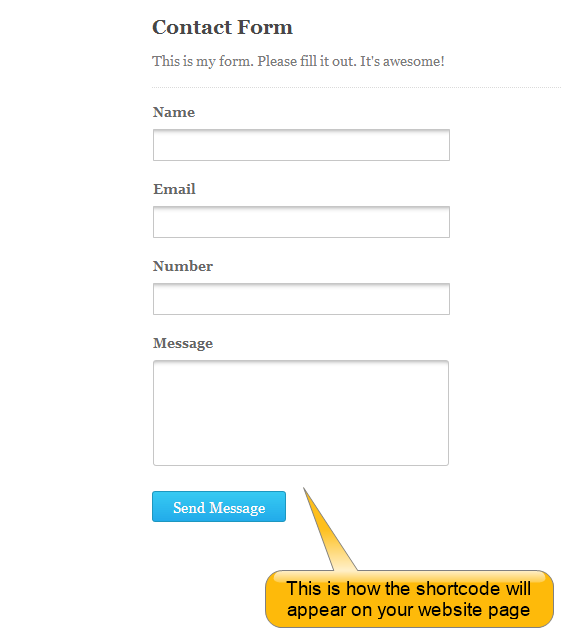 Contact Form
This is my form. Please fill it out. It's awesome!
Name
Email
Number
Message
Send Message
This is how the shortcode will
appear on your website page